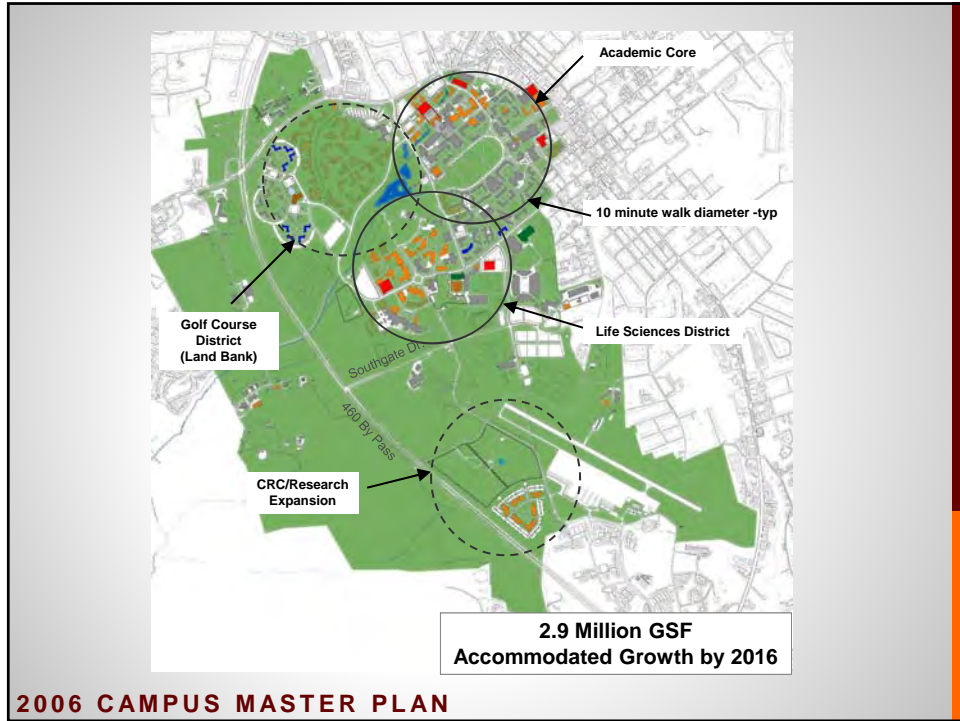 Academic Core
10 minute walk diameter -typ
Golf Course
District
(Land Bank)
Life Sciences District
Southgate Dr
460 By Pass
CRC/Research
Expansion
2.9 Million GSF
Accommodated Growth by 2016
2006 CAMPUS MASTER PLAN